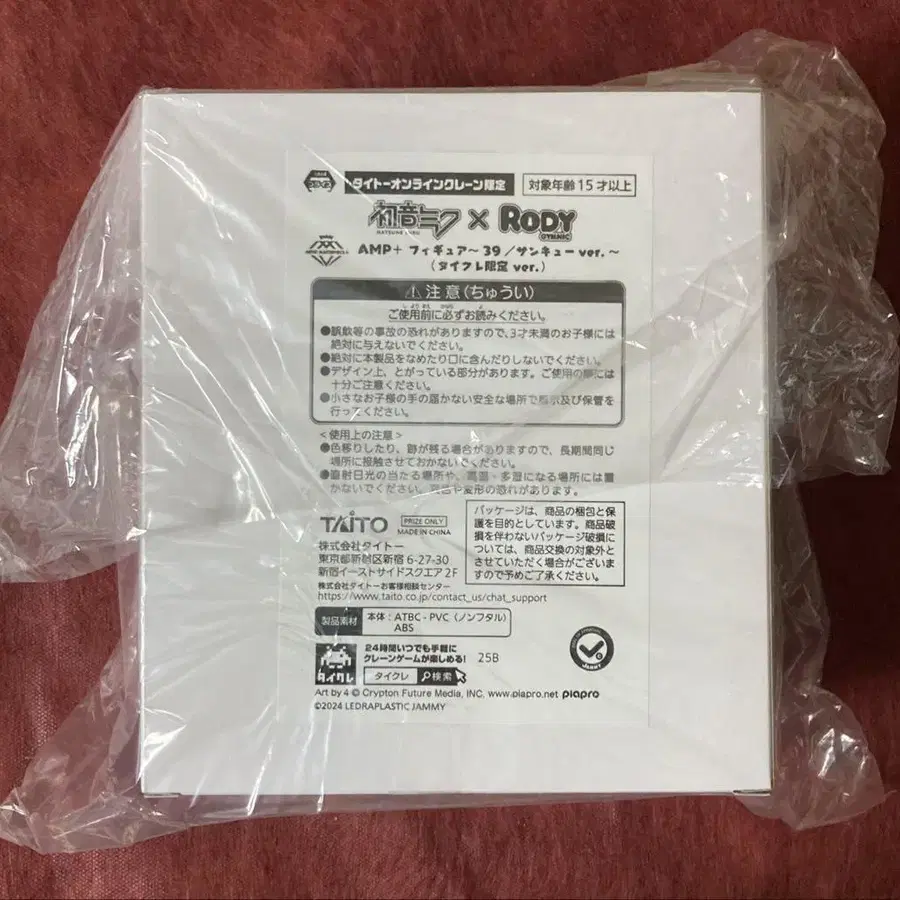 タイトーオンラインクレーン限定
対象年齢15才以上
初音ミク × RODY
HATSUNE MIKU GYMNIC
AMP+ フィギュア～39/サンキューver.～
(タイクレ限定 ver.)
⚠注意(ちゅうい)
ご使用前に必ずお読みください。
●誤飲等の事故の恐れがありますので、3才未満のお子様には
絶対に与えないでください。
●絶対に本製品をなめたり口に含んだりしないでください。
●デザイン上、とがっている部分があります。ご使用の際には
十分ご注意ください。
●小さなお子様の手の届かない安全な場所で展示及び保管を
行ってください。
<使用上の注意>
●色移りしたり、跡が残る場合がありますので、長期間同じ
場所に接触させておかないでください。
●直射日光の当たる場所や、高温・多湿になる場所には置
かないでください。変色や変形の恐れがあります。
TAITO
PRIZE ONLY
MADE IN CHINA
株式会社タイトー
東京都新宿区新宿 6-27-30
新宿イーストサイドスクエア 2F
株式会社タイトーお客様相談センター
https://www.taito.co.jp/contact_us/chat_support
パッケージは、商品の梱包と保
護を目的としています。商品破
損を伴わないパッケージ破損に
については、商品交換の対象外と
させていただく場合がございま
すので予めご了承ください。
製品素材
本体:ATBC-PVC(ノンフタル)
ABS
タイクレ
24時間いつでも手軽に
クレーンゲームが楽しめる!
タイクレ 検索
25B
JAMMY
Art by 4 © Crypton Future Media, INC. www.piapro.net piapro
©2024 LEDRAPLASTIC JAMMY